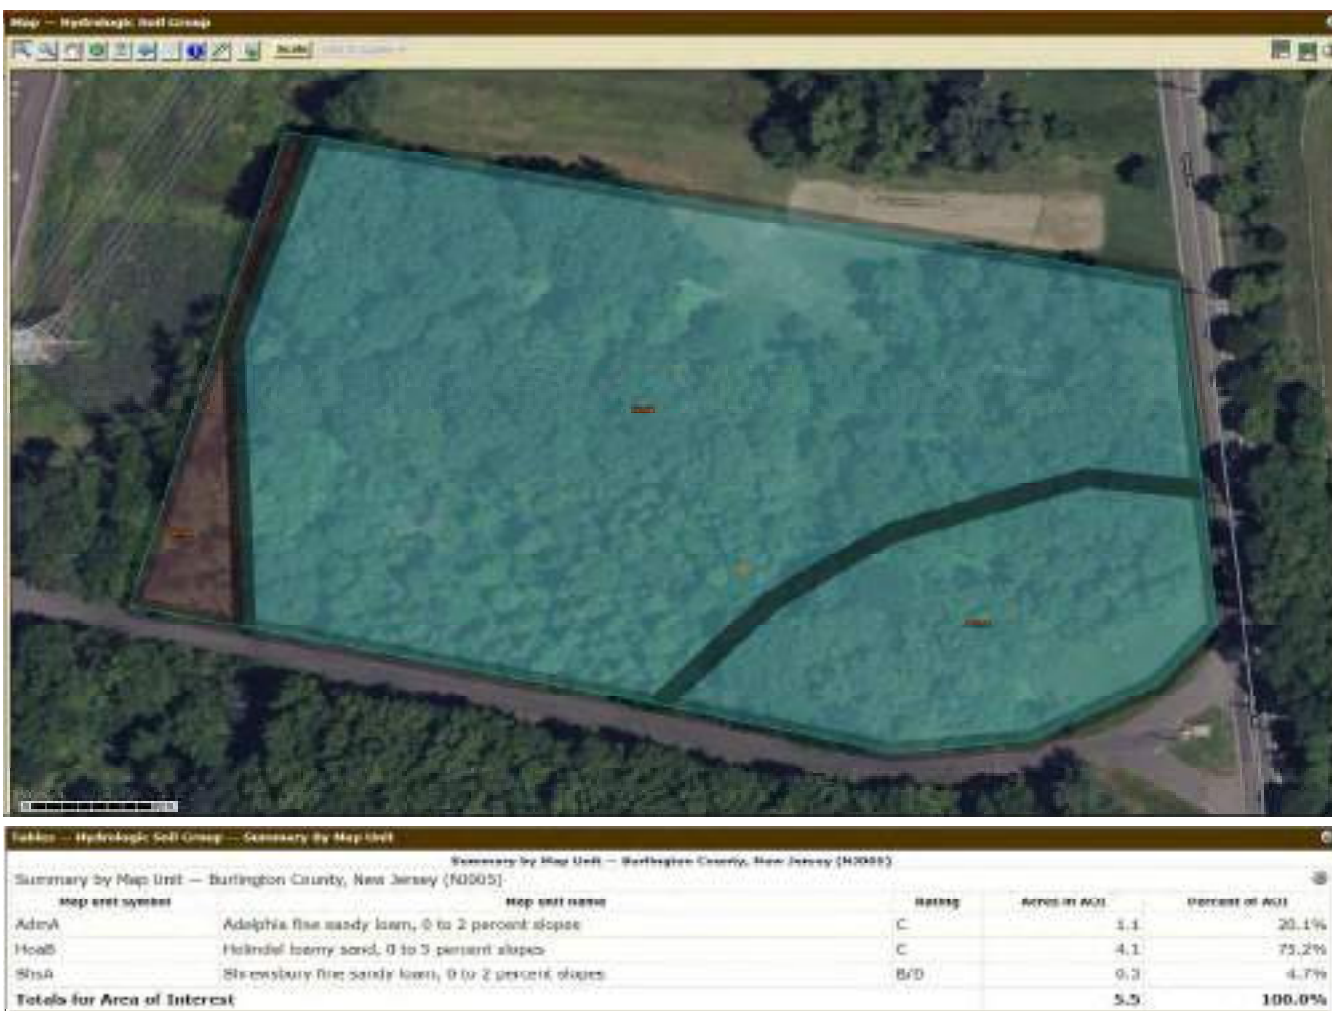 Map — Hydrologic Soil Group
Scale
Tables — Hydrologic Soil Group — Summary By Map Unit
Summary by Map Unit — Burlington County, New Jersey (NJ005)
Summary by Map Unit — Burlington County, New Jersey (NJ005)
Map unit symbol Map unit name Rating Acres in AOI Percent of AOI
AdmA Adelphia fine sandy loam, 0 to 2 percent slopes C 1.1 20.1%
HoaB Holmdel loamy sand, 0 to 5 percent slopes C 4.1 75.2%
ShsA Shrewsbury fine sandy loam, 0 to 2 percent slopes B/D 0.3 4.7%
Totals for Area of Interest 5.5 100.0%